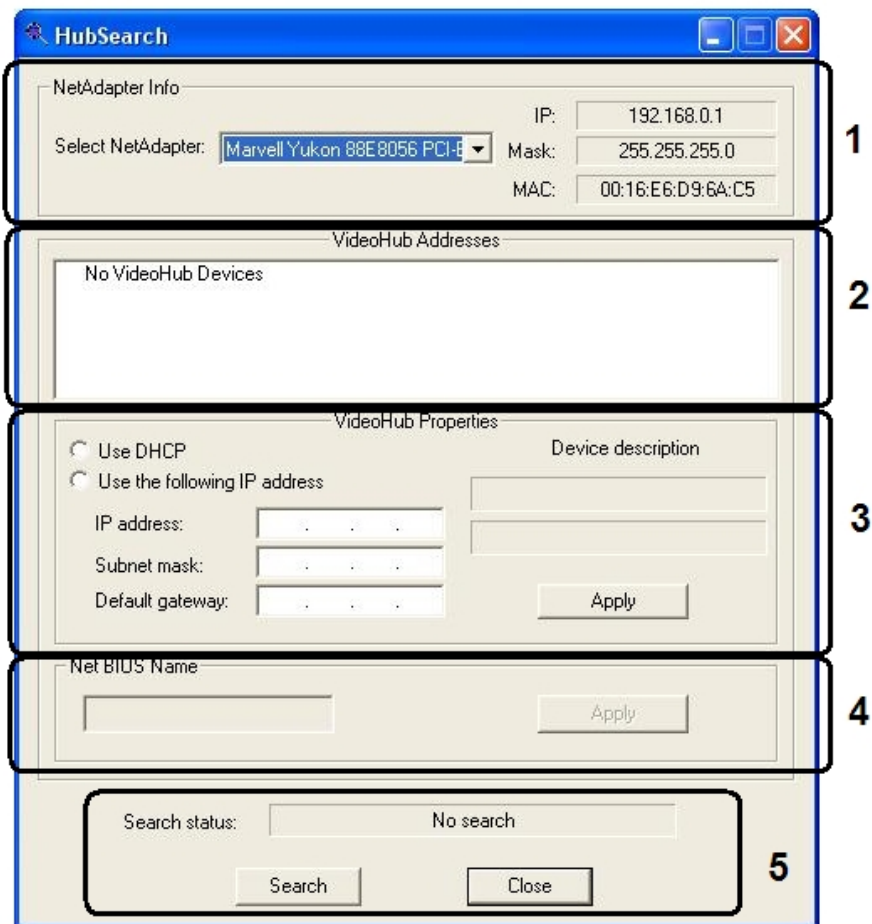 HubSearch
NetAdapter Info
IP: 192.168.0.1
Select NetAdapter: Marvell Yukon 88E8056 PCI-E Mask: 255.255.255.0
MAC: 00:16:E6:D9:6A:C5
1
VideoHub Addresses
No VideoHub Devices
2
VideoHub Properties
Use DHCP Device description
Use the following IP address
IP address: . . .
Subnet mask: . . .
Default gateway: . . . Apply
3
Net BIOS Name
Apply
4
Search status: No search
Search Close
5